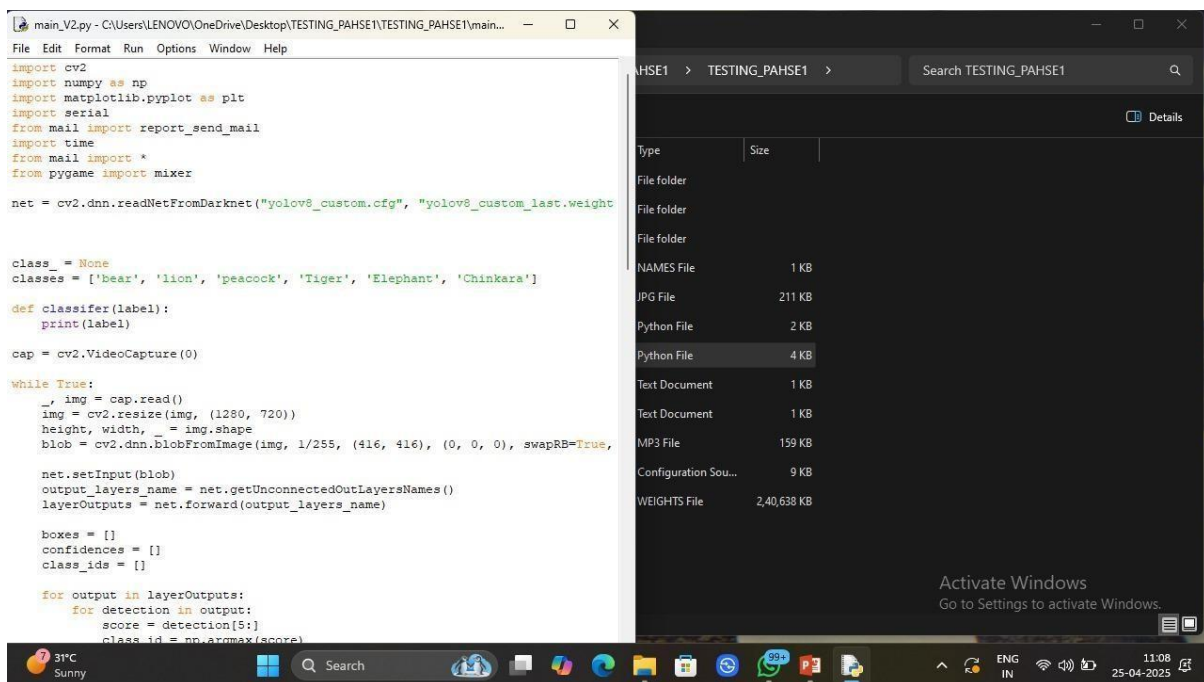 main_V2.py - C:\Users\LENOVO\OneDrive\Desktop\TESTING_PAHSE1\TESTING_PAHSE1\main...
File Edit Format Run Options Window Help
import cv2
import numpy as np
import matplotlib.pyplot as plt
import serial
from mail import report_send_mail
import time
from mail import *
from pygame import mixer
net = cv2.dnn.readNetFromDarknet("yolov8_custom.cfg", "yolov8_custom_last.weight
class_ = None
classes = ['bear', 'lion', 'peacock', 'Tiger', 'Elephant', 'Chinkara']
def classifer(label):
    print(label)
cap = cv2.VideoCapture(0)
while True:
    _, img = cap.read()
    img = cv2.resize(img, (1280, 720))
    height, width, _ = img.shape
    blob = cv2.dnn.blobFromImage(img, 1/255, (416, 416), (0, 0, 0), swapRB=True,
    net.setInput(blob)
    output_layers_name = net.getUnconnectedOutLayersNames()
    layerOutputs = net.forward(output_layers_name)
    boxes = []
    confidences = []
    class_ids = []
    for output in layerOutputs:
        for detection in output:
            score = detection[5:]
            class_id = np.argmax(score)
AHSE1 > TESTING_PAHSE1 >
Search TESTING_PAHSE1
Details
Type Size
File folder
File folder
File folder
NAMES File 1 KB
JPG File 211 KB
Python File 2 KB
Python File 4 KB
Text Document 1 KB
Text Document 1 KB
MP3 File 159 KB
Configuration Sou... 9 KB
WEIGHTS File 2,40,638 KB
Activate Windows
Go to Settings to activate Windows.
7
31°C
Sunny
Search
99+
ENG
IN
11:08
25-04-2025